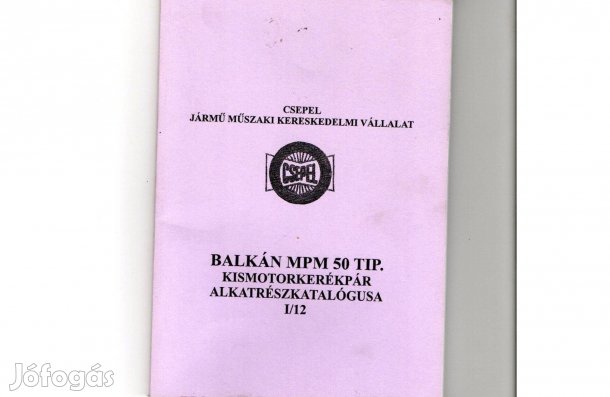 CSEPEL
JÁRMŰ MŰSZAKI KERESKEDELMI VÁLLALAT
CSEPEL
BALKÁN MPM 50 TIP.
KISMOTORKERÉKPÁR
ALKATRÉSZKATALÓGUSA
I/12
Jófogás